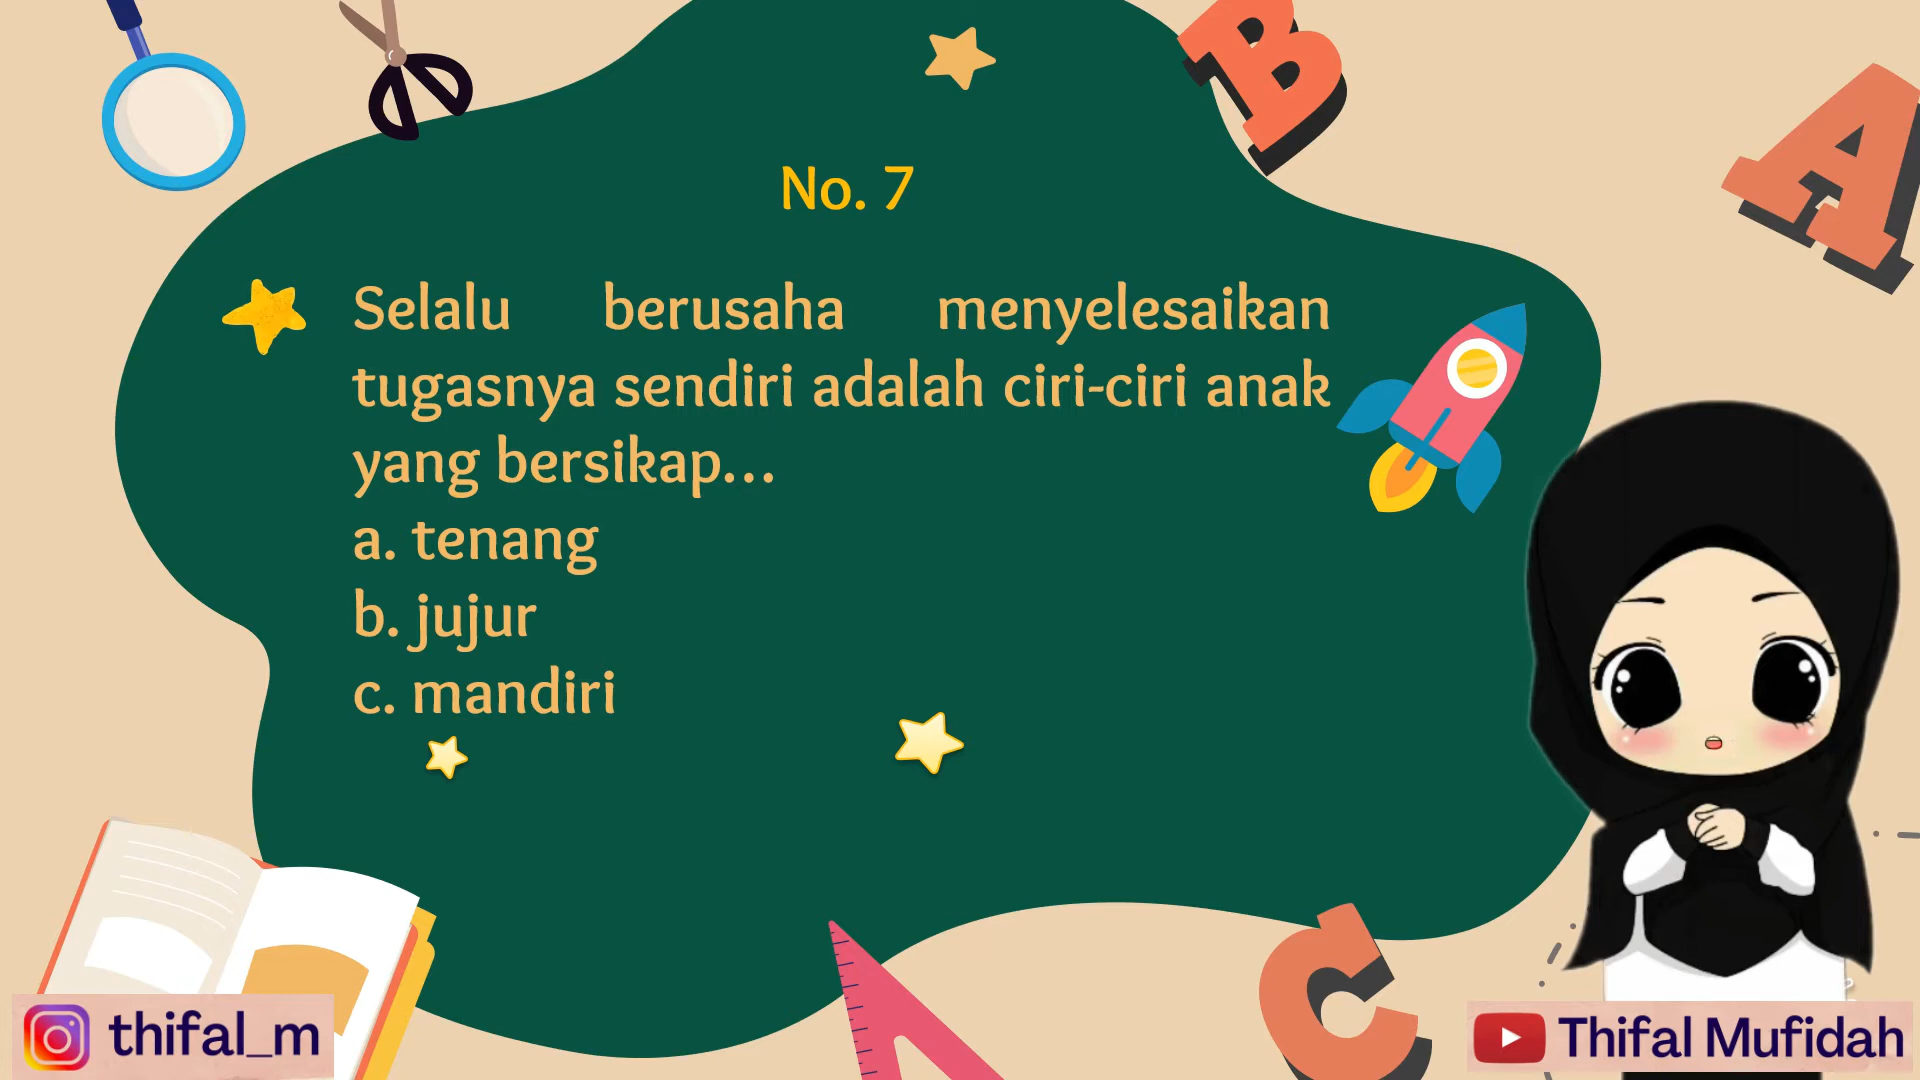 No. 7
Selalu berusaha menyelesaikan
tugasnya sendiri adalah ciri-ciri anak
yang bersikap...
a. tenang
b. jujur
c. mandiri
thifal_m
Thifal Mufidah
B
A
C